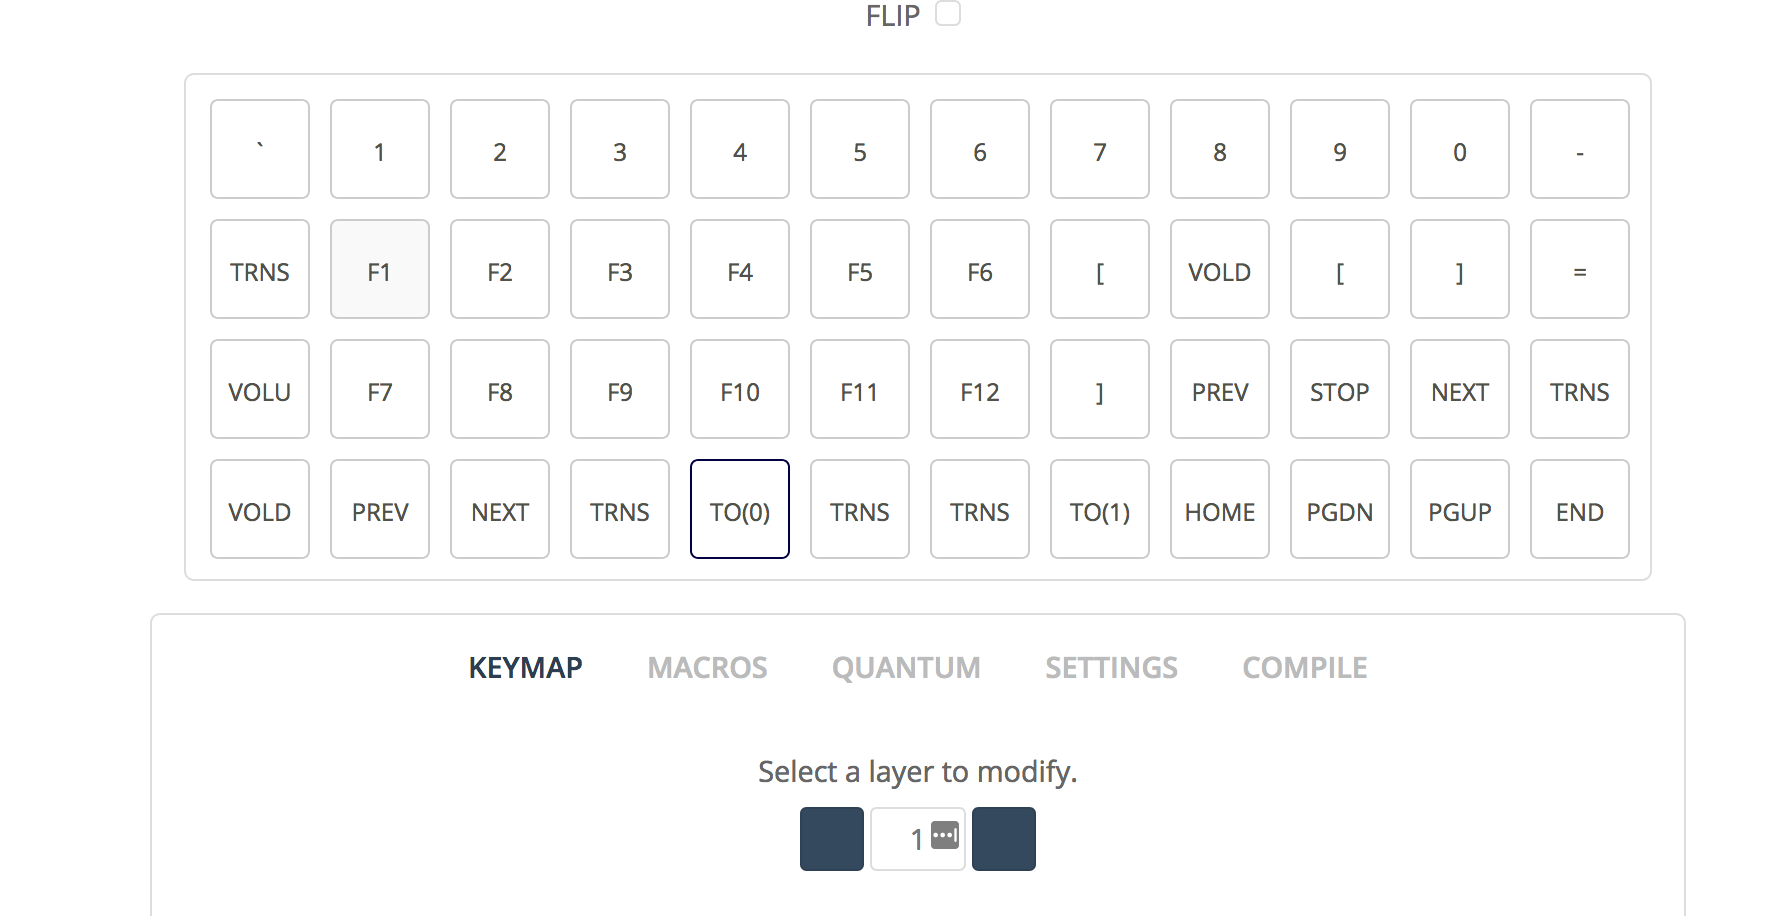 FLIP
` 1 2 3 4 5 6 7 8 9 0 -
TRNS F1 F2 F3 F4 F5 F6 [ VOLD [ ] =
VOLU F7 F8 F9 F10 F11 F12 ] PREV STOP NEXT TRNS
VOLD PREV NEXT TRNS TO(0) TRNS TRNS TO(1) HOME PGDN PGUP END
KEYMAP MACROS QUANTUM SETTINGS COMPILE
Select a layer to modify.
1